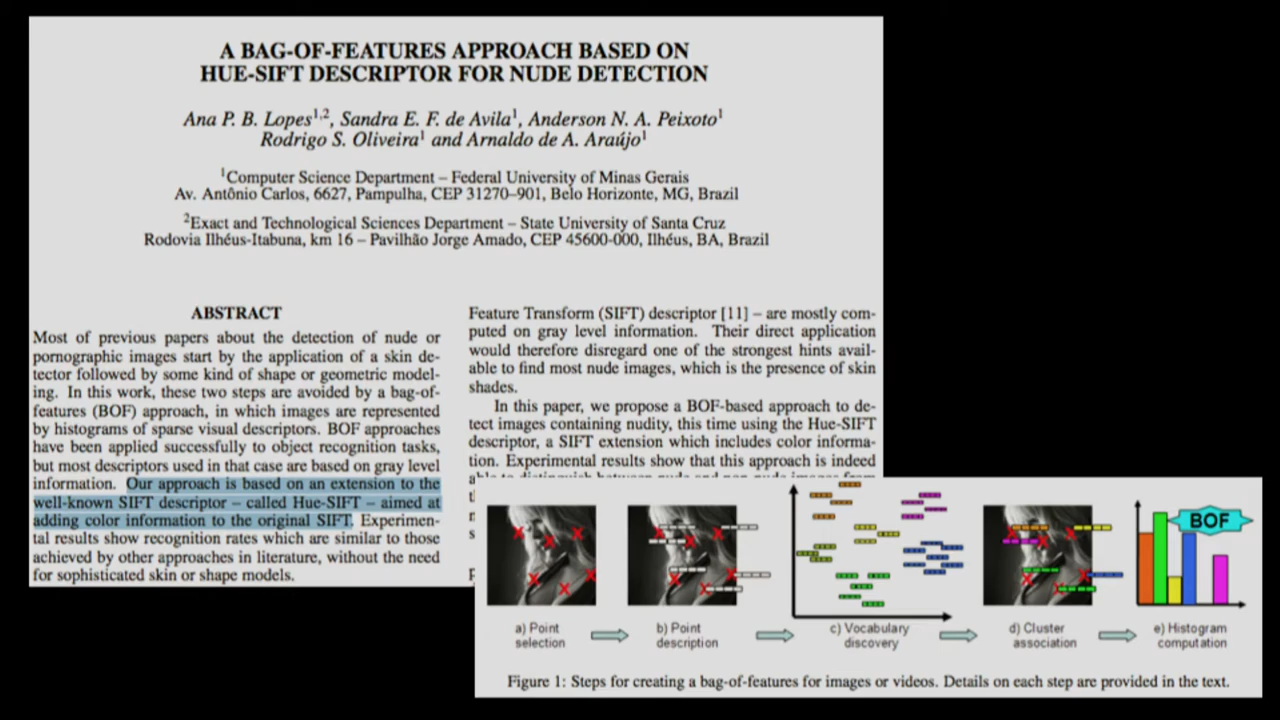 A BAG-OF-FEATURES APPROACH BASED ON
HUE-SIFT DESCRIPTOR FOR NUDE DETECTION
Ana P. B. Lopes1,2, Sandra E. F. de Avila1, Anderson N. A. Peixoto1
Rodrigo S. Oliveira1 and Arnaldo de A. Araújo1
1Computer Science Department – Federal University of Minas Gerais
Av. Antônio Carlos, 6627, Pampulha, CEP 31270–901, Belo Horizonte, MG, Brazil
2Exact and Technological Sciences Department – State University of Santa Cruz
Rodovia Ilhéus-Itabuna, km 16 – Pavilhão Jorge Amado, CEP 45600-000, Ilhéus, BA, Brazil
ABSTRACT
Most of previous papers about the detection of nude or
pornographic images start by the application of a skin de-
tector followed by some kind of shape or geometric model-
ing. In this work, these two steps are avoided by a bag-of-
features (BOF) approach, in which images are represented
by histograms of sparse visual descriptors. BOF approaches
have been applied successfully to object recognition tasks,
but most descriptors used in that case are based on gray level
information. Our approach is based on an extension to the
well-known SIFT descriptor – called Hue-SIFT – aimed at
adding color information to the original SIFT. Experimen-
tal results show recognition rates which are similar to those
achieved by other approaches in literature, without the need
for sophisticated skin or shape models.
Feature Transform (SIFT) descriptor [11] – are mostly com-
puted on gray level information. Their direct application
would therefore disregard one of the strongest hints avail-
able to find most nude images, which is the presence of skin
shades.
In this paper, we propose a BOF-based approach to de-
tect images containing nudity, this time using the Hue-SIFT
descriptor, a SIFT extension which includes color informa-
tion. Experimental results show that this approach is indeed
BOF
a) Point
selection
b) Point
description
c) Vocabulary
discovery
d) Cluster
association
e) Histogram
computation
Figure 1: Steps for creating a bag-of-features for images or videos. Details on each step are provided in the text.